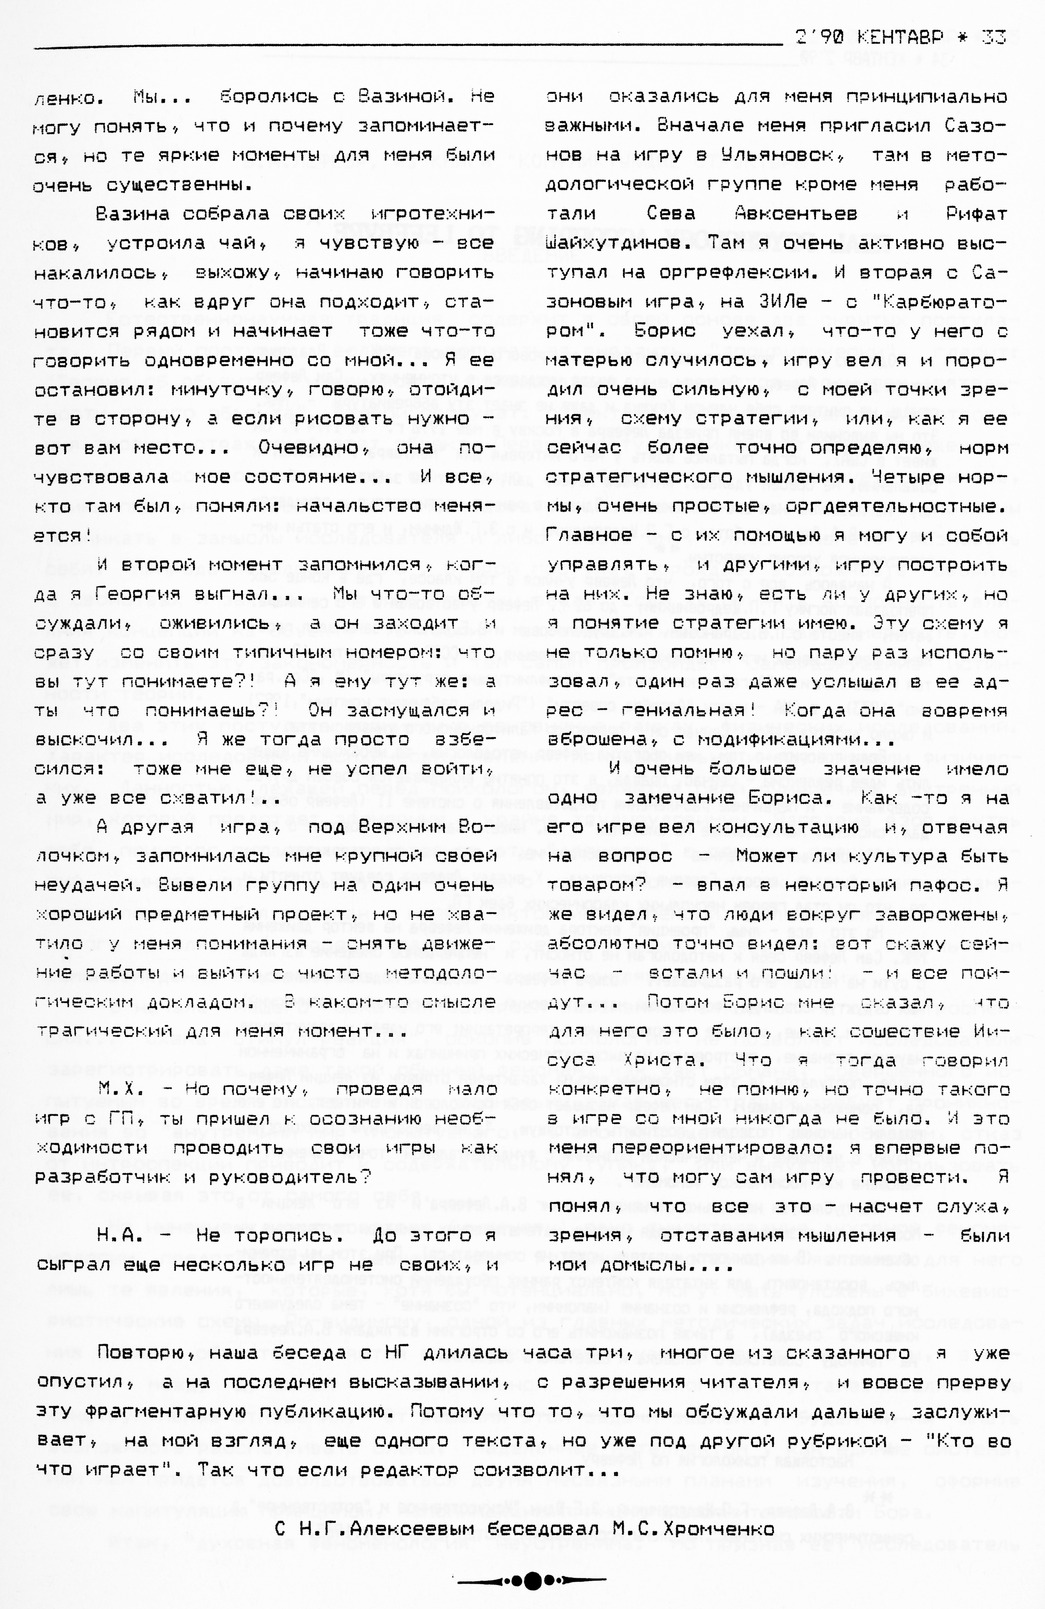 2'90 КЕНТАВР * 33
ленко. Мы... боролись с Вазиной. Не
могу понять, что и почему запоминает-
ся, но те яркие моменты для меня были
очень существенны.
Вазина собрала своих игротехни-
ков, устроила чай, я чувствую - все
накалилось, выхожу, начинаю говорить
что-то, как вдруг она подходит, ста-
новится рядом и начинает тоже что-то
говорить одновременно со мной... Я ее
остановил: минуточку, говорю, отойди-
те в сторону, а если рисовать нужно -
вот вам место... Очевидно, она по-
чувствовала мое состояние... И все,
кто там был, поняли: начальство меня-
ется!
И второй момент запомнился, ког-
да я Георгия выгнал... Мы что-то об-
суждали, оживились, а он заходит и
сразу со своим типичным номером: что
вы тут понимаете?! А я ему тут же: а
ты что понимаешь?! Он засмущался и
выскочил... Я же тогда просто взбе-
сился: тоже мне еще, не успел войти,
а уже все схватил!..
А другая игра, под Верхним Во-
лочком, запомнилась мне крупной своей
неудачей. Вывели группу на один очень
хороший предметный проект, но не хва-
тило у меня понимания - снять движе-
ние работы и выйти с чисто методоло-
гическим докладом. В каком-то смысле
трагический для меня момент...
М.Х. - Но почему, проведя мало
игр с ГП, ты пришел к осознанию необ-
ходимости проводить свои игры как
разработчик и руководитель?
Н.А. - Не торопись. До этого я
сыграл еще несколько игр не своих, и
они оказались для меня принципиально
важными. Вначале меня пригласил Сазо-
нов на игру в Ульяновск, там в мето-
дологической группе кроме меня рабо-
тали Сева Авксентьев и Рифат
Шайхутдинов. Там я очень активно выс-
тупал на оргрефлексии. И вторая с Са-
зоновым игра, на ЗИЛе - с "Карбюрато-
ром". Борис уехал, что-то у него с
матерью случилось, игру вел я и поро-
дил очень сильную, с моей точки зре-
ния, схему стратегии, или, как я ее
сейчас более точно определяю, норм
стратегического мышления. Четыре нор-
мы, очень простые, оргдеятельностные.
Главное - с их помощью я могу и собой
управлять, и другими, игру построить
на них. Не знаю, есть ли у других, но
я понятие стратегии имею. Эту схему я
не только помню, но пару раз исполь-
зовал, один раз даже услышал в ее ад-
рес - гениальная! Когда она вовремя
вброшена, с модификациями...
И очень большое значение имело
одно замечание Бориса. Как -то я на
его игре вел консультацию и, отвечая
на вопрос - Может ли культура быть
товаром? - впал в некоторый пафос. Я
же видел, что люди вокруг заворожены,
абсолютно точно видел: вот скажу сей-
час - встали и пошли! - и все пой-
дут... Потом Борис мне сказал, что
для него это было, как сошествие Ии-
суса Христа. Что я тогда говорил
конкретно, не помню, но точно такого
в игре со мной никогда не было. И это
меня переориентировало: я впервые по-
нял, что могу сам игру провести. Я
понял, что все это - насчет слуха,
зрения, отставания мышления - были
мои домыслы.....
Повторю, наша беседа с НГ длилась часа три, многое из сказанного я уже
опустил, а на последнем высказывании, с разрешения читателя, и вовсе прерву
эту фрагментарную публикацию. Потому что то, что мы обсуждали дальше, заслужи-
вает, на мой взгляд, еще одного текста, но уже под другой рубрикой - "Кто во
что играет". Так что если редактор соизволит...
С Н.Г.Алексеевым беседовал М.С.Хромченко